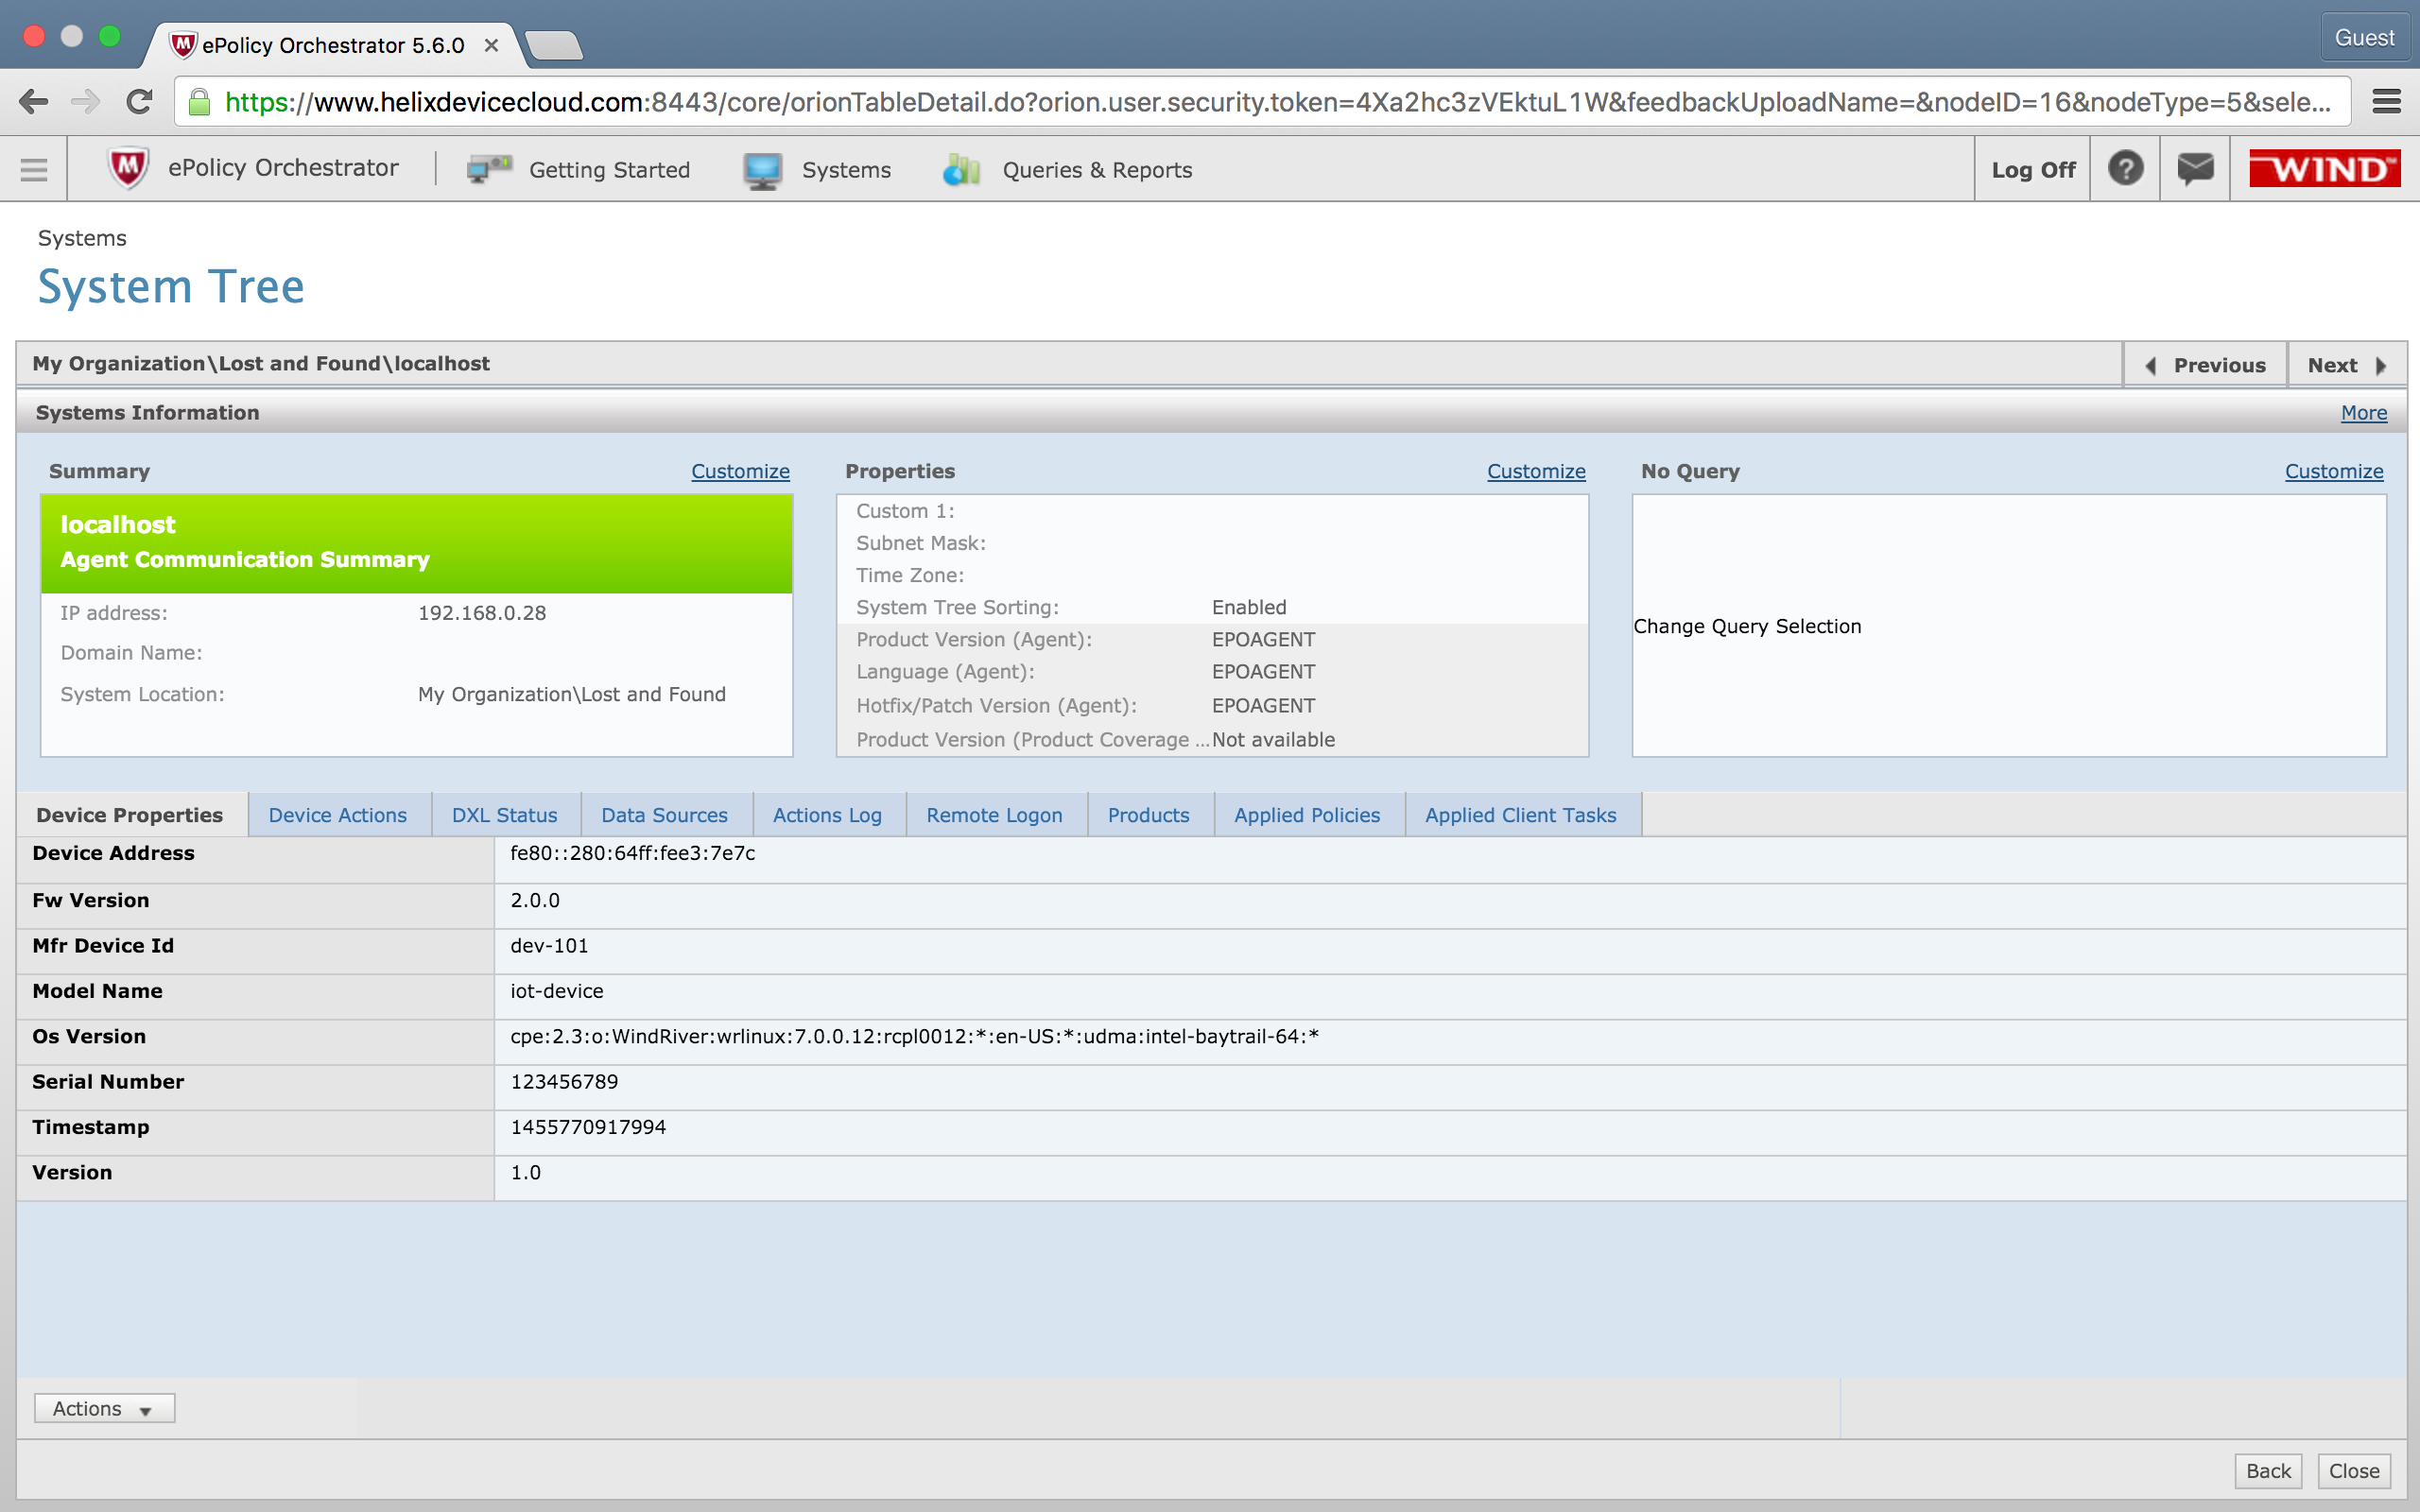 ePolicy Orchestrator 5.6.0
Guest
https://www.helixdevicecloud.com:8443/core/orionTableDetail.do?orion.user.security.token=4Xa2hc3zVEktuL1W&feedbackUploadName=&nodeID=16&nodeType=5&sele...
ePolicy Orchestrator Getting Started Systems Queries & Reports Log Off ? WIND™
Systems
System Tree
My Organization\Lost and Found\localhost Previous Next
Systems Information More
Summary Customize Properties Customize No Query Customize
localhost
Agent Communication Summary
IP address: 192.168.0.28
Domain Name:
System Location: My Organization\Lost and Found
Custom 1:
Subnet Mask:
Time Zone:
System Tree Sorting: Enabled
Product Version (Agent): EPOAGENT
Language (Agent): EPOAGENT
Hotfix/Patch Version (Agent): EPOAGENT
Product Version (Product Coverage ... Not available
Change Query Selection
Device Properties Device Actions DXL Status Data Sources Actions Log Remote Logon Products Applied Policies Applied Client Tasks
Device Address fe80::280:64ff:fee3:7e7c
Fw Version 2.0.0
Mfr Device Id dev-101
Model Name iot-device
Os Version cpe:2.3:o:WindRiver:wrlinux:7.0.0.12:rcpl0012:*:en-US:*:udma:intel-baytrail-64:*
Serial Number 123456789
Timestamp 1455770917994
Version 1.0
Actions
Back Close